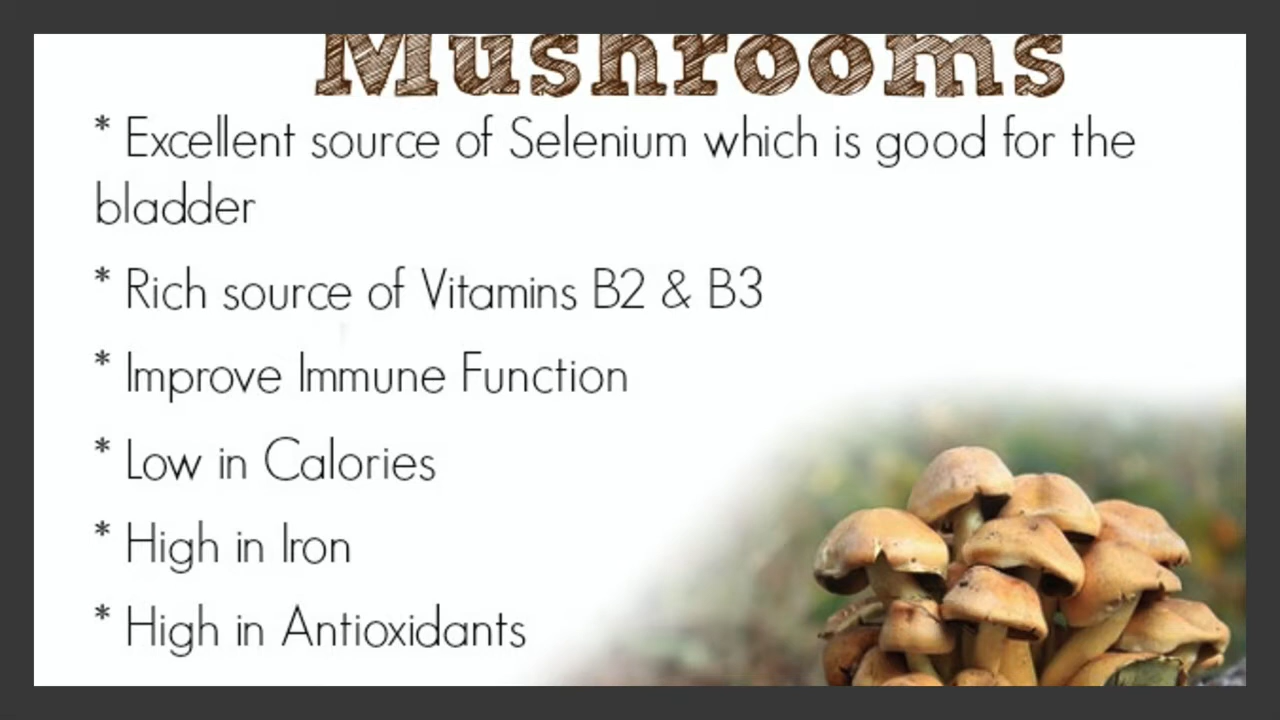 Mushrooms
* Excellent source of Selenium which is good for the
bladder
* Rich source of Vitamins B2 & B3
* Improve Immune Function
* Low in Calories
* High in Iron
* High in Antioxidants